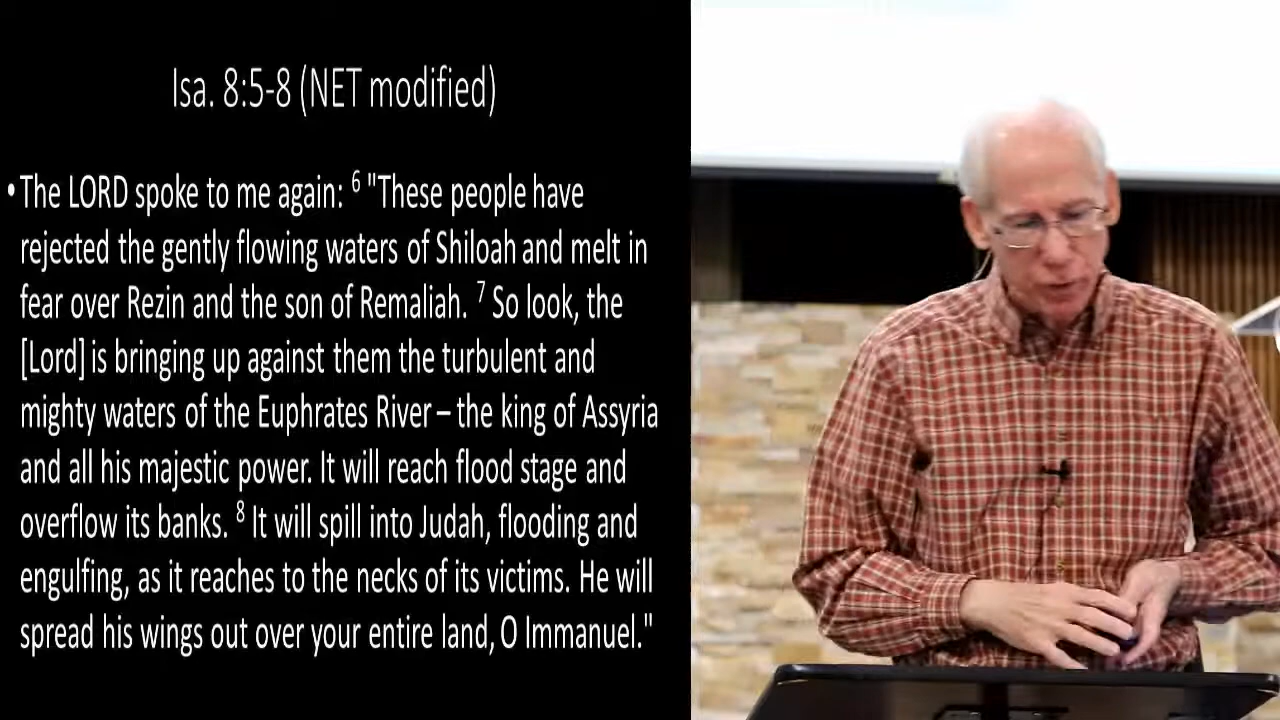 Isa. 8:5-8 (NET modified)
•The LORD spoke to me again: 6 "These people have
rejected the gently flowing waters of Shiloah and melt in
fear over Rezin and the son of Remaliah. 7 So look, the
[Lord] is bringing up against them the turbulent and
mighty waters of the Euphrates River – the king of Assyria
and all his majestic power. It will reach flood stage and
overflow its banks. 8 It will spill into Judah, flooding and
engulfing, as it reaches to the necks of its victims. He will
spread his wings out over your entire land, O Immanuel."